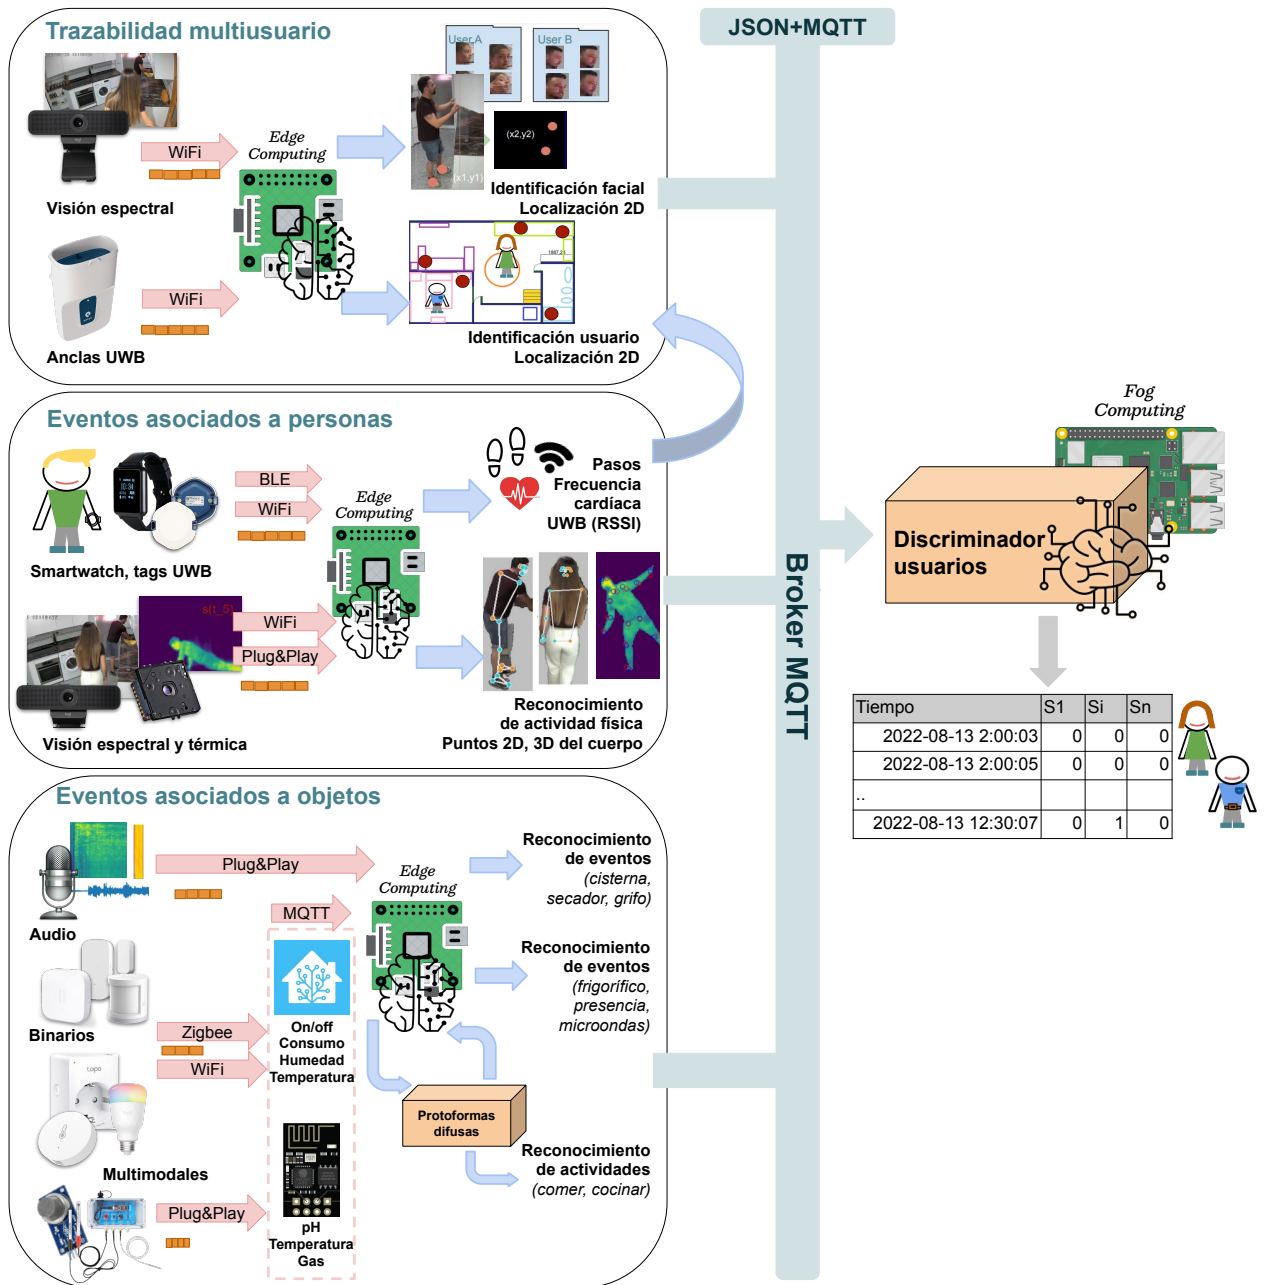 Trazabilidad multiusuario
User A
User B
WiFi
Edge
Computing
(x2,y2)
(x1,y1)
Visión espectral
Identificación facial
Localización 2D
1867,21
WiFi
Anclas UWB
Identificación usuario
Localización 2D
JSON+MQTT
Broker MQTT
Eventos asociados a personas
BLE
WiFi
Edge
Computing
Pasos
Frecuencia
cardíaca
UWB (RSSI)
10:34
Smartwatch, tags UWB
s(t_5)
WiFi
Plug&Play
Visión espectral y térmica
Reconocimiento
de actividad física
Puntos 2D, 3D del cuerpo
Fog
Computing
Discriminador
usuarios
Tiempo S1 Si Sn
2022-08-13 2:00:03 0 0 0
2022-08-13 2:00:05 0 0 0
..
2022-08-13 12:30:07 0 1 0
Eventos asociados a objetos
Plug&Play
Edge
Computing
Reconocimiento
de eventos
(cisterna,
secador, grifo)
Audio
MQTT
Reconocimiento
de eventos
(frigorífico,
presencia,
microondas)
Binarios
Zigbee
WiFi
On/off
Consumo
Humedad
Temperatura
tapo
Protoformas
difusas
Multimodales
Reconocimiento
de actividades
(comer, cocinar)
Plug&Play
pH
Temperatura
Gas